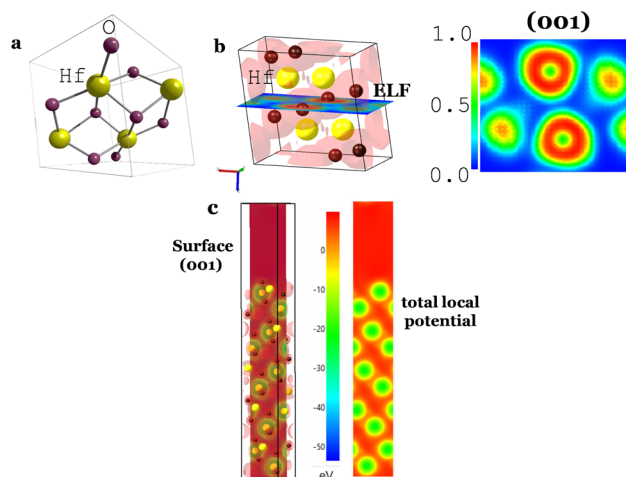 a
O
Hf
b
Hf
ELF
(001)
1.0
0.5
0.0
c
Surface
(001)
0
-10
-20
-30
-40
-50
eV
total local
potential